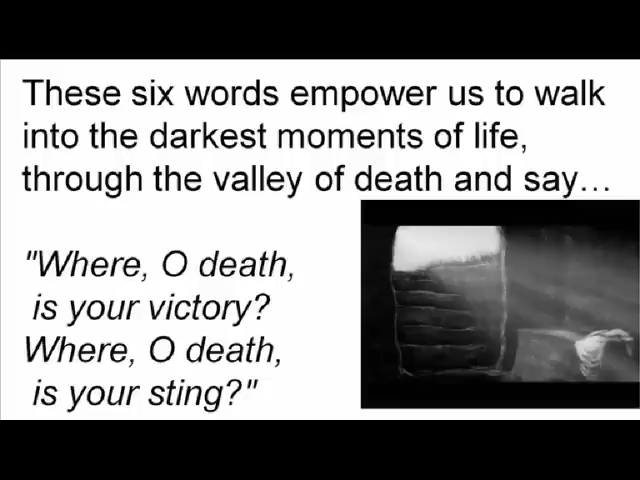 These six words empower us to walk
into the darkest moments of life,
through the valley of death and say…
"Where, O death,
is your victory?
Where, O death,
is your sting?"